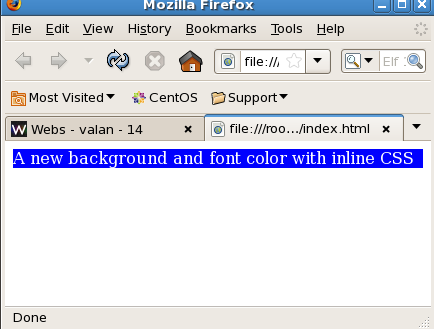 Mozilla Firefox
File Edit View History Bookmarks Tools Help
file:/// Elf
Most Visited CentOS Support
W Webs - valan - 14 file:///roo.../index.html
A new background and font color with inline CSS
Done